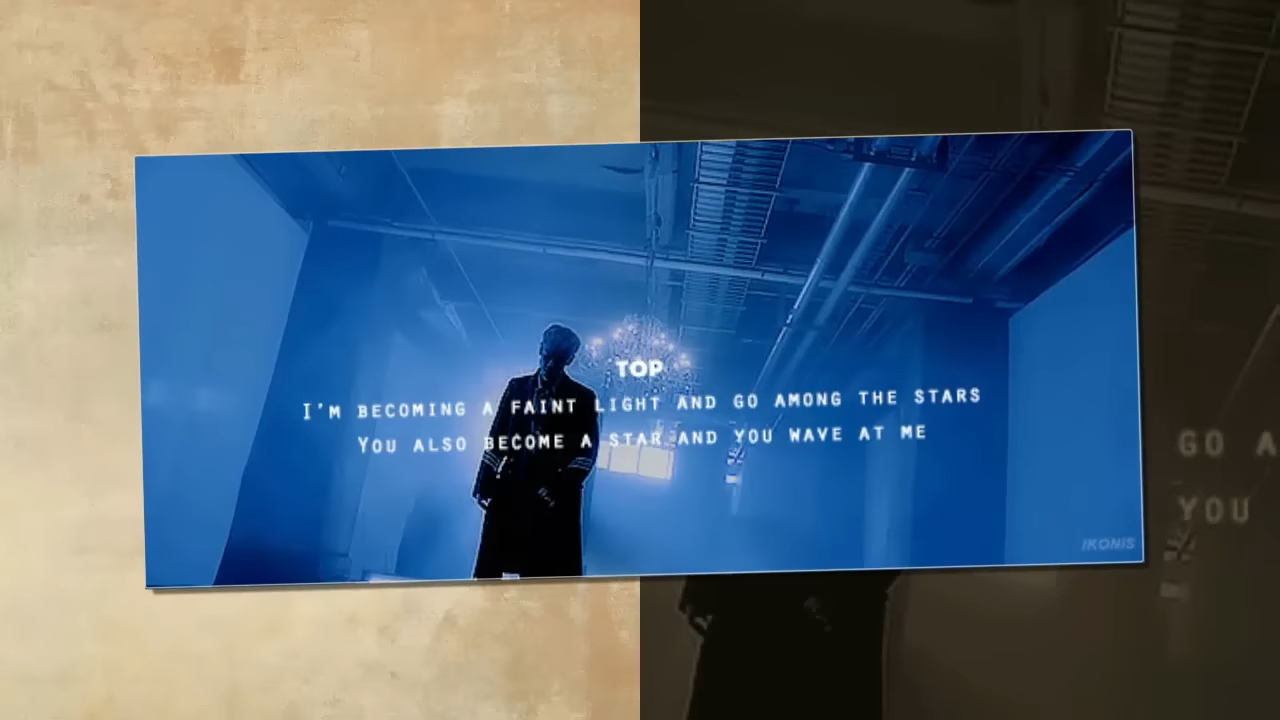 TOP
I'M BECOMING A FAINT LIGHT AND GO AMONG THE STARS
YOU ALSO BECOME A STAR AND YOU WAVE AT ME
IKONIS
GO A
YOU